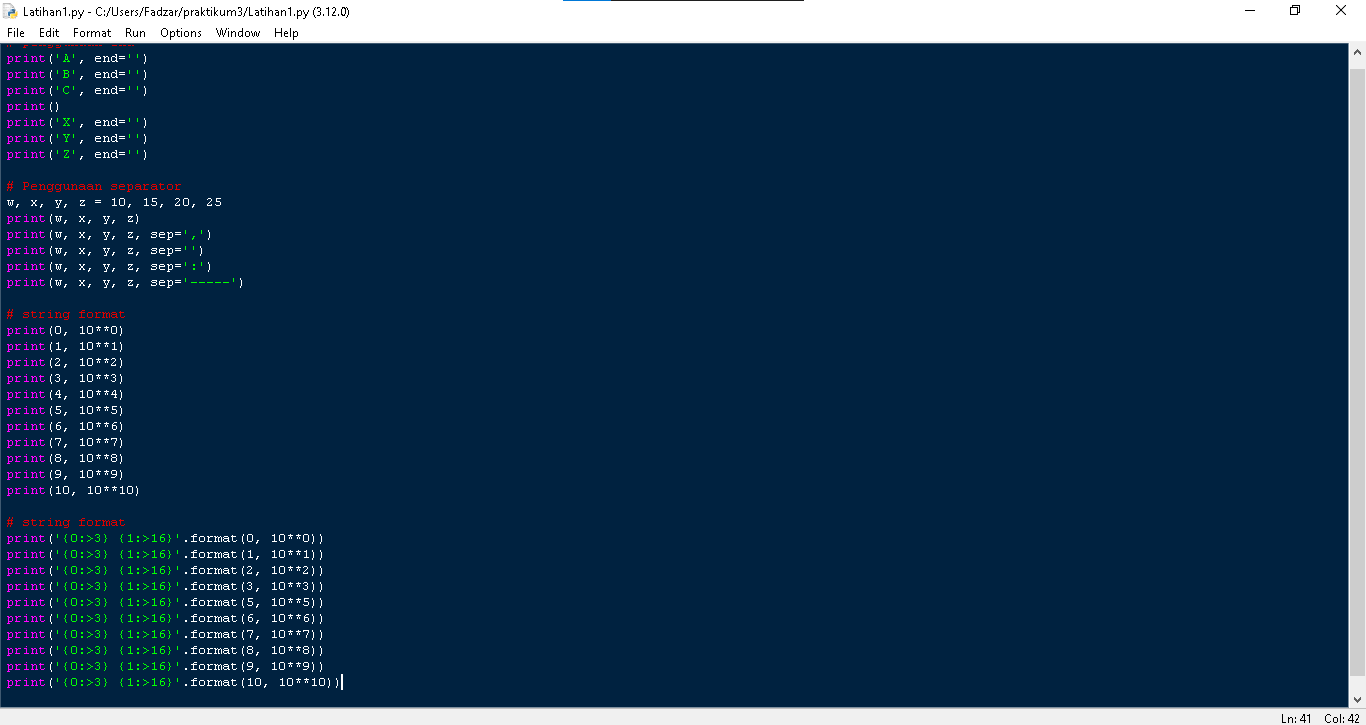 Latihan1.py - C:/Users/Fadzar/praktikum3/Latihan1.py (3.12.0)
File Edit Format Run Options Window Help
print('A', end='')
print('B', end='')
print('C', end='')
print()
print('X', end='')
print('Y', end='')
print('Z', end='')
# Penggunaan separator
w, x, y, z = 10, 15, 20, 25
print(w, x, y, z)
print(w, x, y, z, sep=',')
print(w, x, y, z, sep='')
print(w, x, y, z, sep=':')
print(w, x, y, z, sep='-----')
# string format
print(0, 10**0)
print(1, 10**1)
print(2, 10**2)
print(3, 10**3)
print(4, 10**4)
print(5, 10**5)
print(6, 10**6)
print(7, 10**7)
print(8, 10**8)
print(9, 10**9)
print(10, 10**10)
# string format
print('{0:>3} {1:>16}'.format(0, 10**0))
print('{0:>3} {1:>16}'.format(1, 10**1))
print('{0:>3} {1:>16}'.format(2, 10**2))
print('{0:>3} {1:>16}'.format(3, 10**3))
print('{0:>3} {1:>16}'.format(5, 10**5))
print('{0:>3} {1:>16}'.format(6, 10**6))
print('{0:>3} {1:>16}'.format(7, 10**7))
print('{0:>3} {1:>16}'.format(8, 10**8))
print('{0:>3} {1:>16}'.format(9, 10**9))
print('{0:>3} {1:>16}'.format(10, 10**10))
Ln: 41 Col: 42